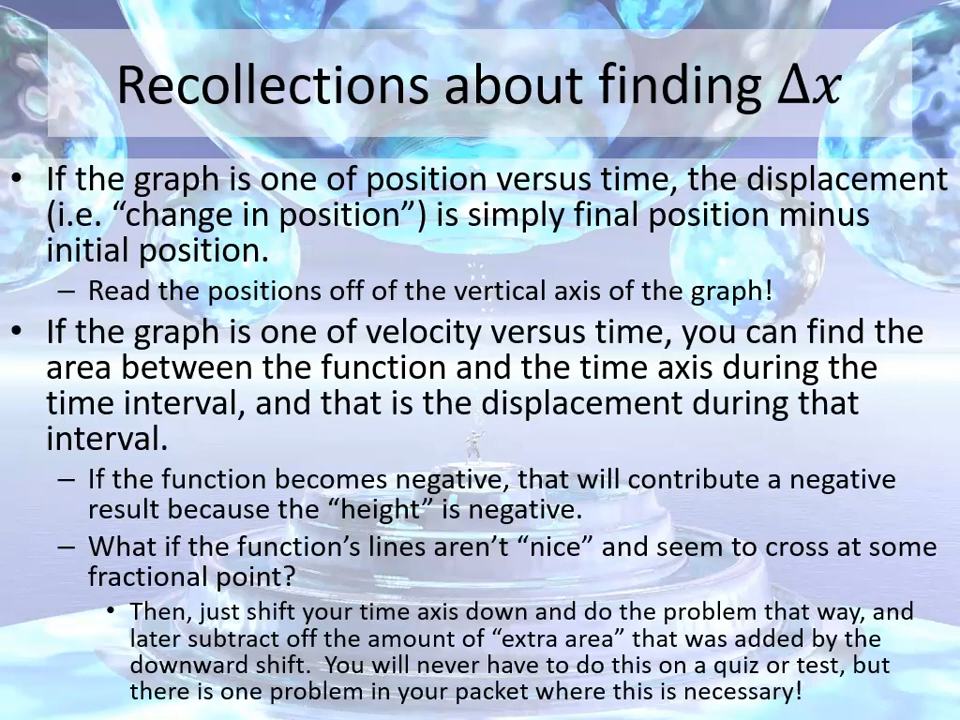 Recollections about finding Δ𝑥
• If the graph is one of position versus time, the displacement
(i.e. “change in position”) is simply final position minus
initial position.
– Read the positions off of the vertical axis of the graph!
• If the graph is one of velocity versus time, you can find the
area between the function and the time axis during the
time interval, and that is the displacement during that
interval.
– If the function becomes negative, that will contribute a negative
result because the “height” is negative.
– What if the function’s lines aren’t “nice” and seem to cross at some
fractional point?
• Then, just shift your time axis down and do the problem that way, and
later subtract off the amount of “extra area” that was added by the
downward shift.  You will never have to do this on a quiz or test, but
there is one problem in your packet where this is necessary!